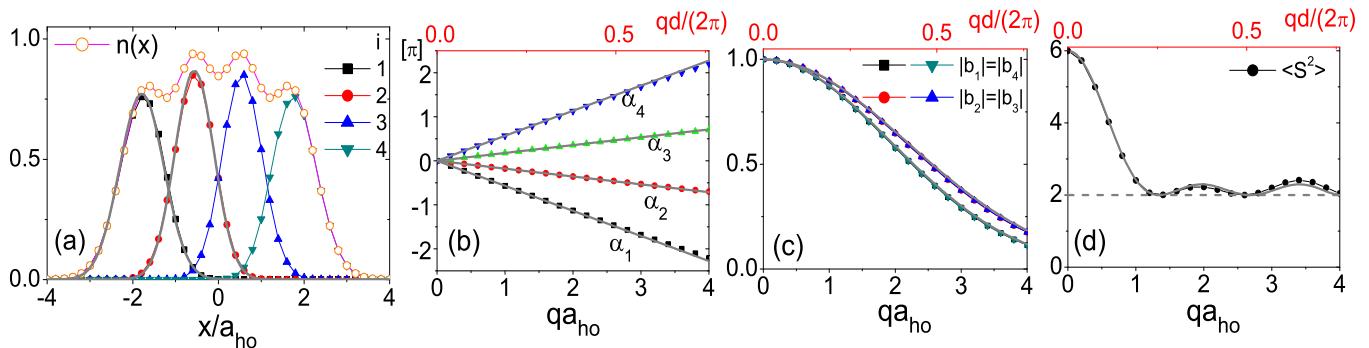 1.0
0.5
0.0
-4
-2
0
2
4
n(x)
i
1
2
3
4
(a)
x/a_ho
qd/(2π)
0.0
0.5
[π]
2
1
0
-1
-2
α_4
α_3
α_2
α_1
(b)
0
1
2
3
4
qa_ho
qd/(2π)
0.0
0.5
1.0
0.5
0.0
|b_1|=|b_4|
|b_2|=|b_3|
(c)
0
1
2
3
4
qa_ho
qd/(2π)
0.0
0.5
6
4
2
0
<S^2>
(d)
0
1
2
3
4
qa_ho